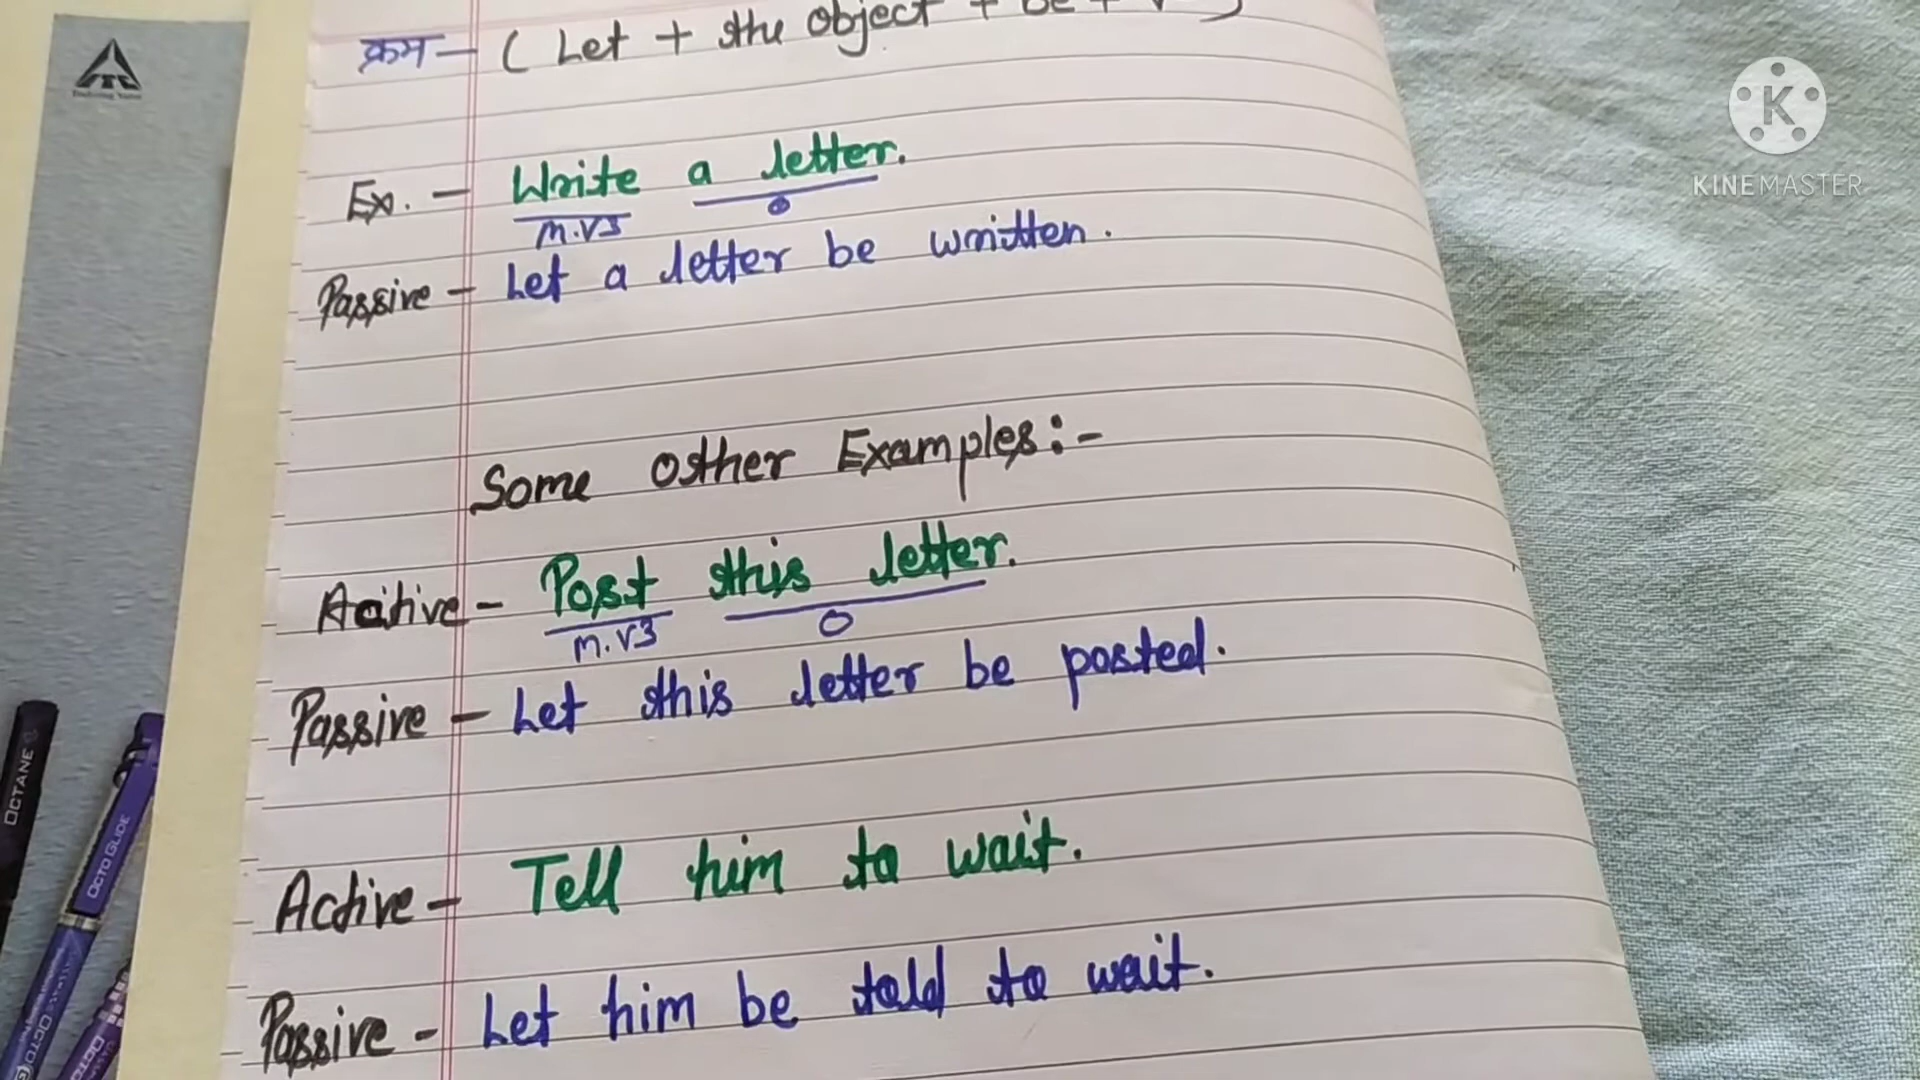 क्रम - ( Let + the object + be +
Ex. - Write a letter.
m.v3 o
Passive - Let a letter be written.
Some other Examples:-
Active - Post this letter.
m.v3 o
Passive - Let this letter be posted.
Active - Tell him to wait.
Passive - Let him be told to wait.
KINEMASTER
OCTANE
OCTO GLIDE